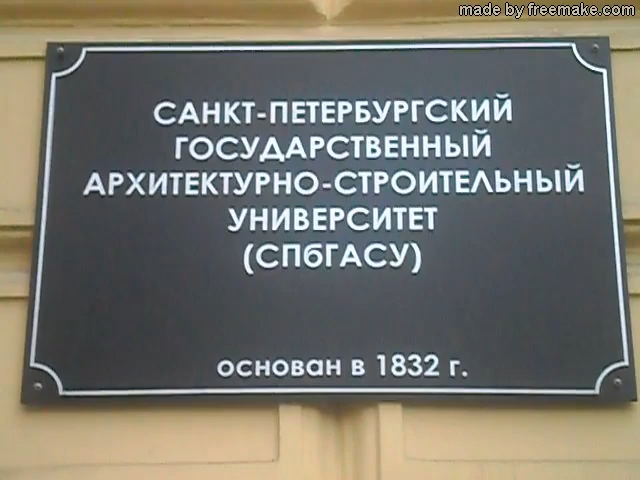 made by freemake.com
САНКТ-ПЕТЕРБУРГСКИЙ
ГОСУДАРСТВЕННЫЙ
АРХИТЕКТУРНО-СТРОИТЕЛЬНЫЙ
УНИВЕРСИТЕТ
(СПбГАСУ)
основан в 1832 г.